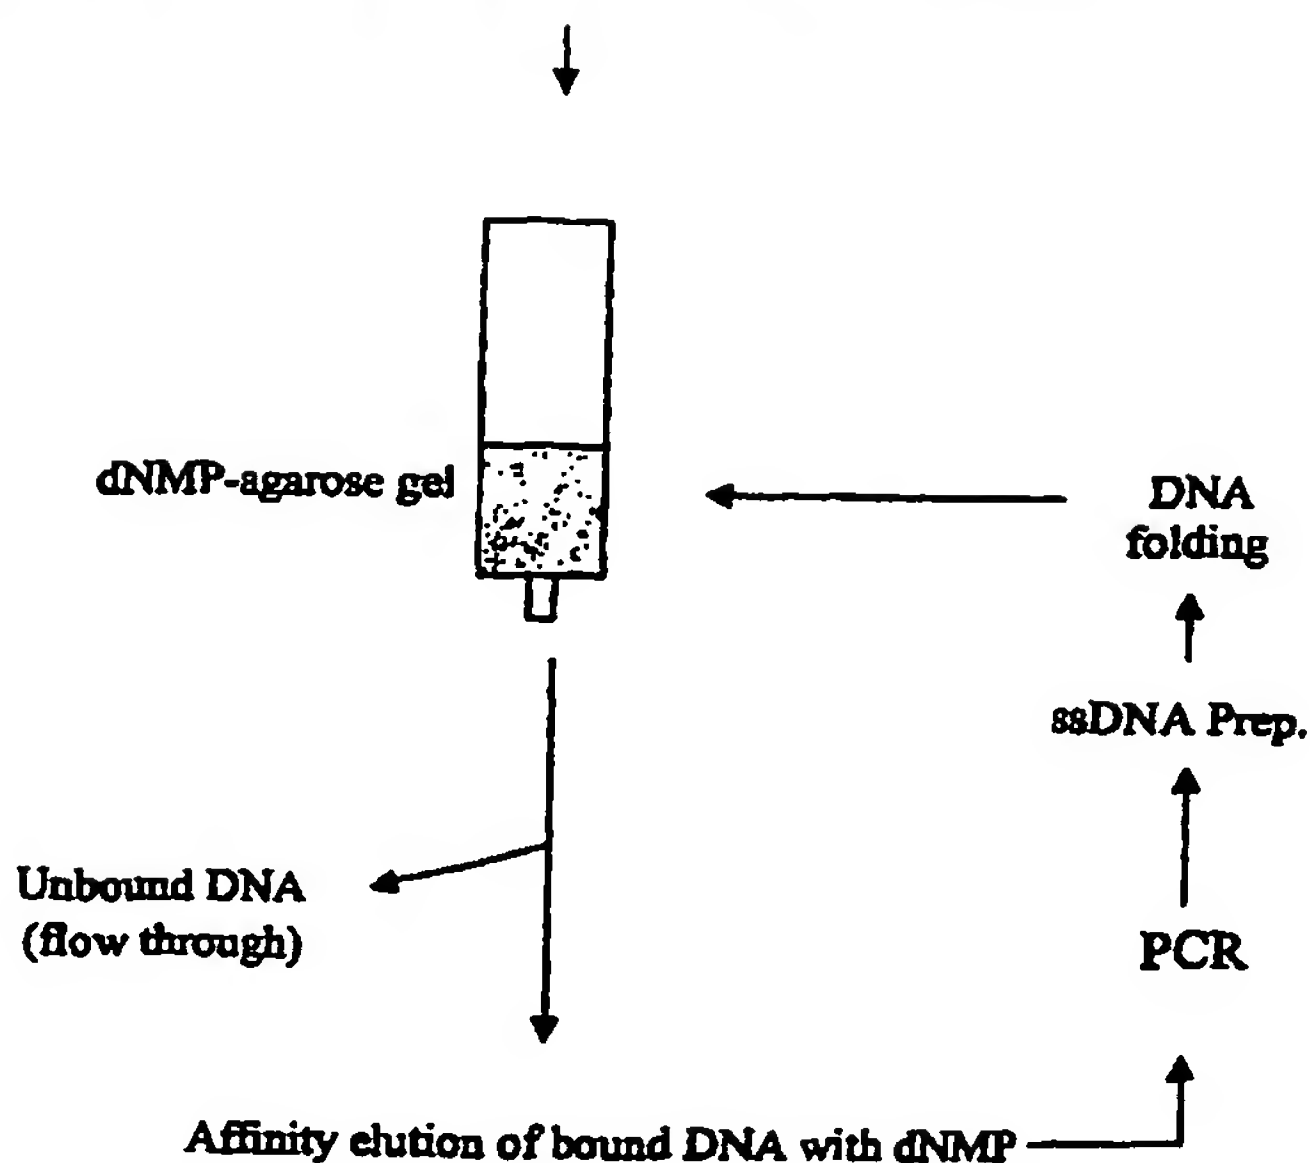 dNMP-agarose gel
DNA
folding
ssDNA Prep.
Unbound DNA
(flow through)
PCR
Affinity elution of bound DNA with dNMP